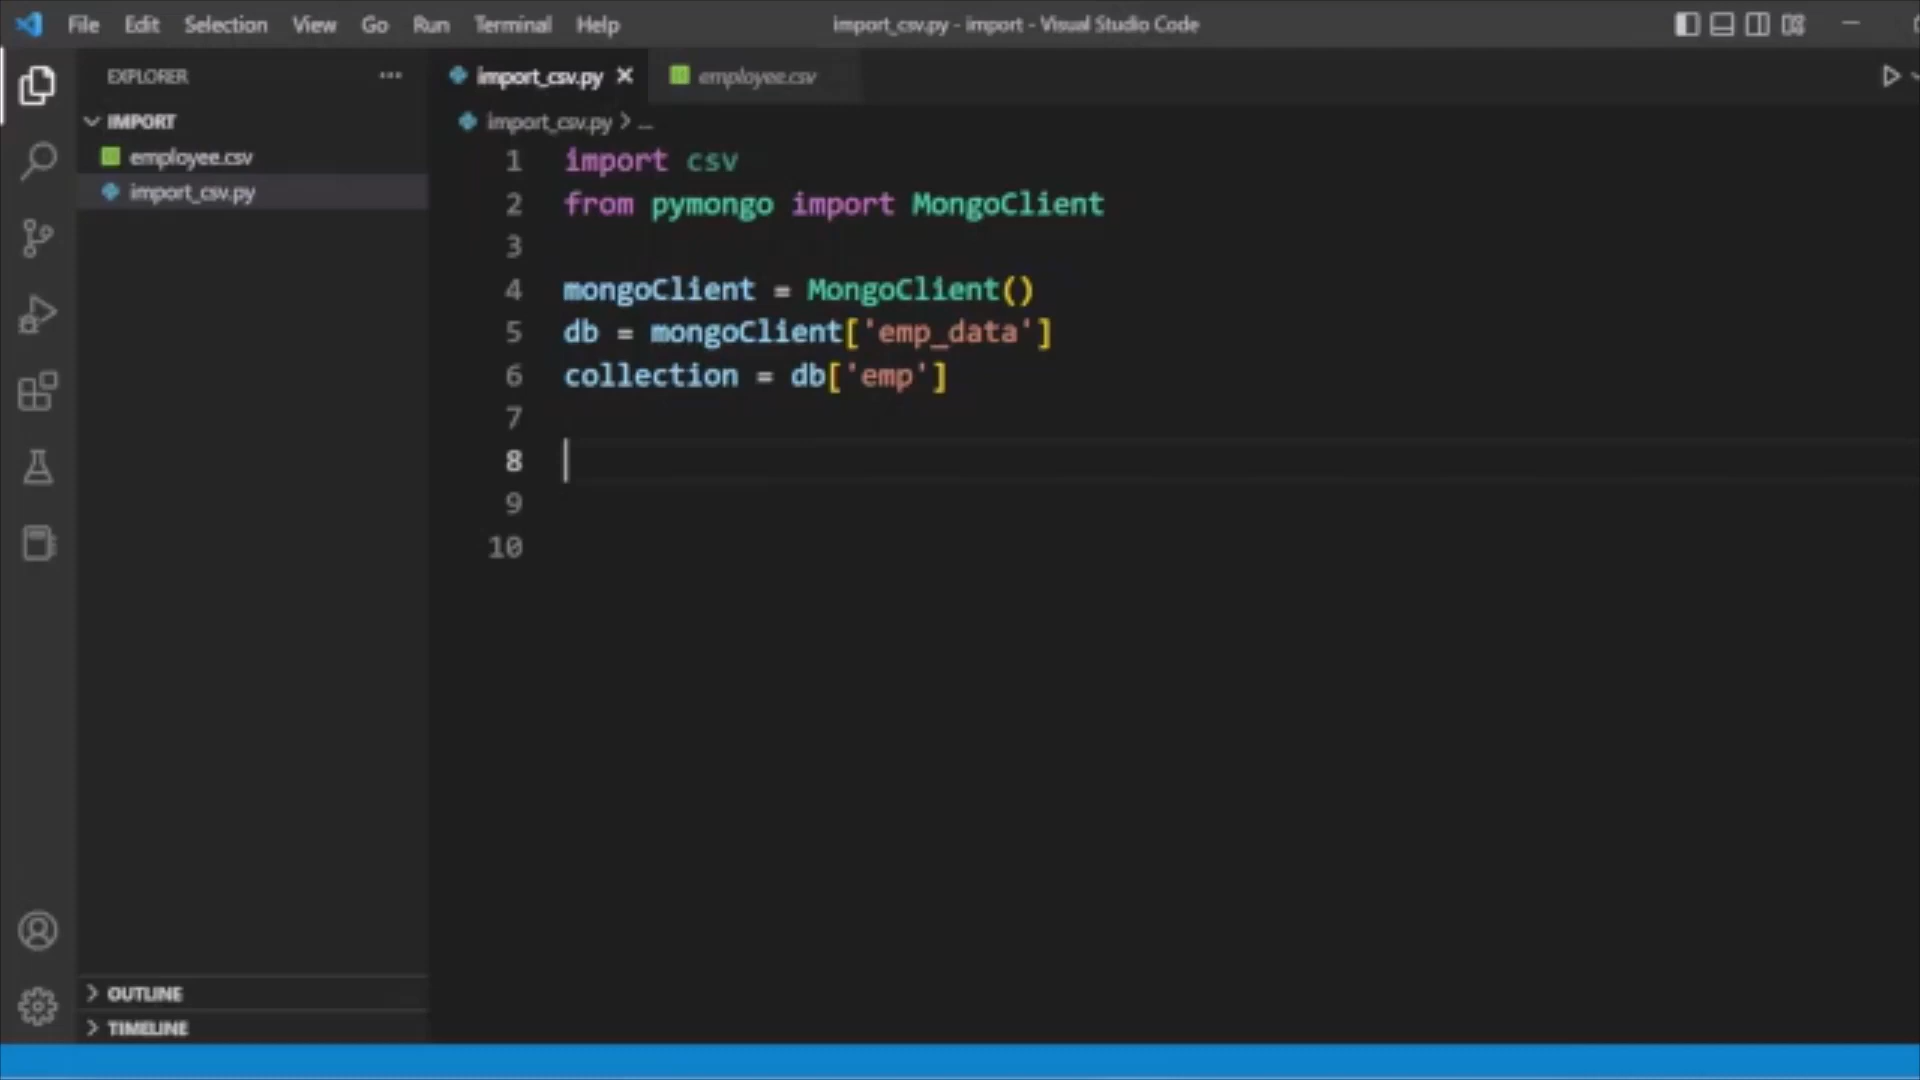 File Edit Selection View Go Run Terminal Help import_csv.py - import - Visual Studio Code
EXPLORER ...
IMPORT
employee.csv
import_csv.py
OUTLINE
TIMELINE
import_csv.py employee.csv
import_csv.py > ...
1 import csv
2 from pymongo import MongoClient
3
4 mongoClient = MongoClient()
5 db = mongoClient['emp_data']
6 collection = db['emp']
7
8
9
10